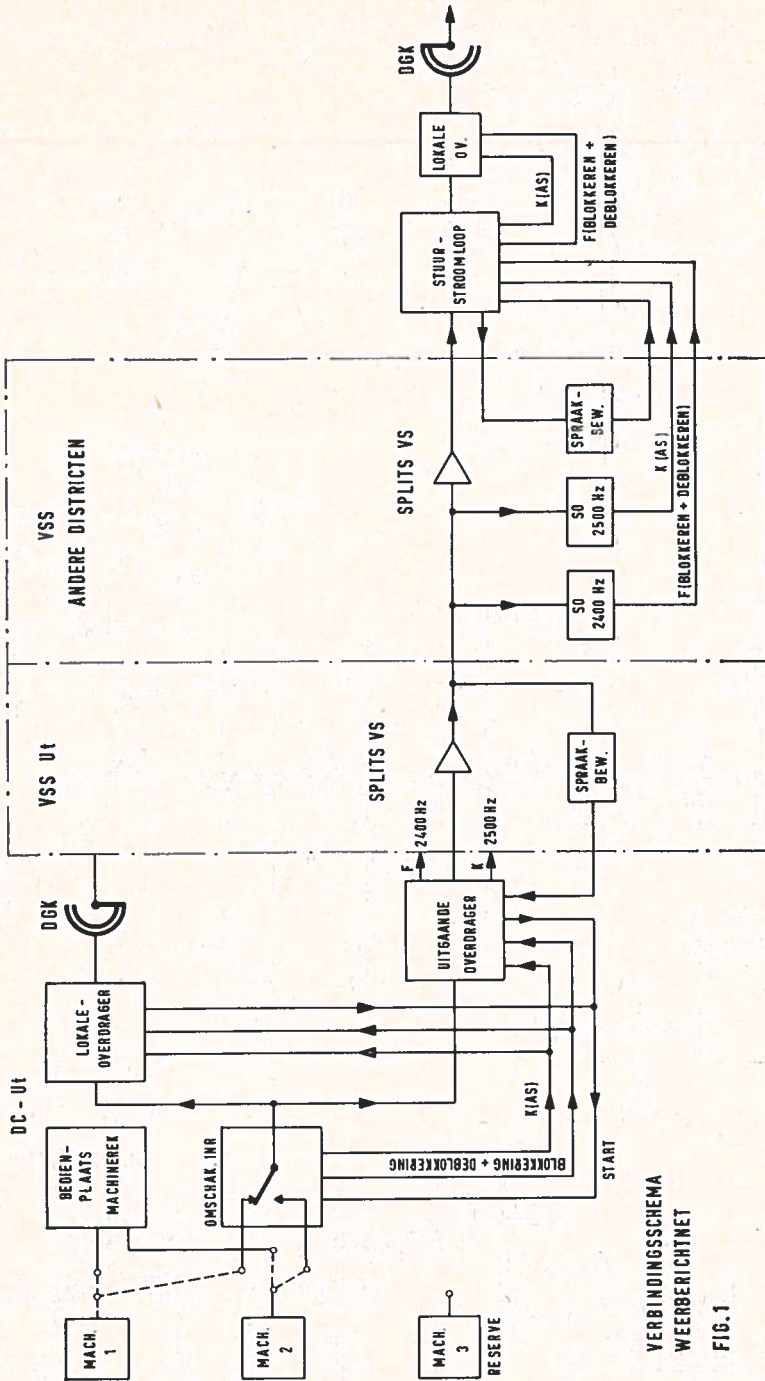 DC - Ut
VSS Ut
VSS
ANDERE DISTRICTEN
MACH.
1
MACH.
2
MACH.
3
RESERVE
BEDIEN-
PLAATS
MACHINEREK
OMSCHAK.INR
LOKALE-
OVERDRAGER
DGK
BLOKKERING + DEBLOKKERING
K(AS)
START
UITGAANDE
OVERDRAGER
F
2400 Hz
K
2500 Hz
SPLITS VS
SPRAAK-
BEW.
SPLITS VS
SO
2400 Hz
SO
2500 Hz
SPRAAK-
BEW.
K(AS)
F(BLOKKEREN + DEBLOKKEREN)
STUUR-
STROOMLOOP
LOKALE
OV.
DGK
K(AS)
F(BLOKKEREN +
DEBLOKKEREN)
VERBINDINGSSCHEMA
WEERBERICHTNET
FIG.1